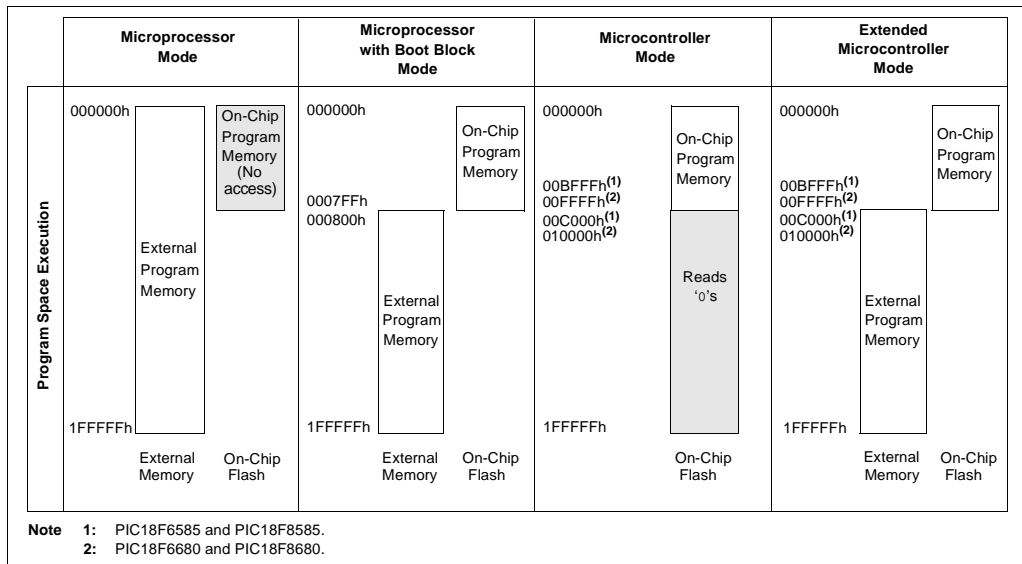 Microprocessor
Mode
Microprocessor
with Boot Block
Mode
Microcontroller
Mode
Extended
Microcontroller
Mode
Program Space Execution
000000h
External
Program
Memory
On-Chip
Program
Memory
(No
access)
1FFFFFh
External
Memory
On-Chip
Flash
000000h
On-Chip
Program
Memory
0007FFh
000800h
External
Program
Memory
1FFFFFh
External
Memory
On-Chip
Flash
000000h
On-Chip
Program
Memory
00BFFFh(1)
00FFFFh(2)
00C000h(1)
010000h(2)
Reads
‘0’s
1FFFFFh
On-Chip
Flash
000000h
On-Chip
Program
Memory
00BFFFh(1)
00FFFFh(2)
00C000h(1)
010000h(2)
External
Program
Memory
1FFFFFh
External
Memory
On-Chip
Flash
Note 1: PIC18F6585 and PIC18F8585.
2: PIC18F6680 and PIC18F8680.